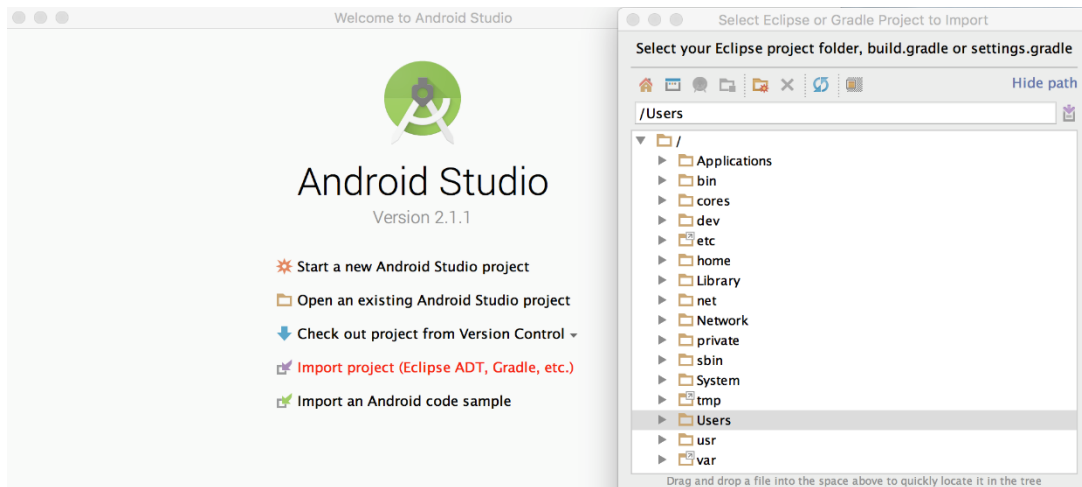 Welcome to Android Studio
Android Studio
Version 2.1.1
Start a new Android Studio project
Open an existing Android Studio project
Check out project from Version Control
Import project (Eclipse ADT, Gradle, etc.)
Import an Android code sample
Select Eclipse or Gradle Project to Import
Select your Eclipse project folder, build.gradle or settings.gradle
Hide path
/Users
/
Applications
bin
cores
dev
etc
home
Library
net
Network
private
sbin
System
tmp
Users
usr
var
Drag and drop a file into the space above to quickly locate it in the tree